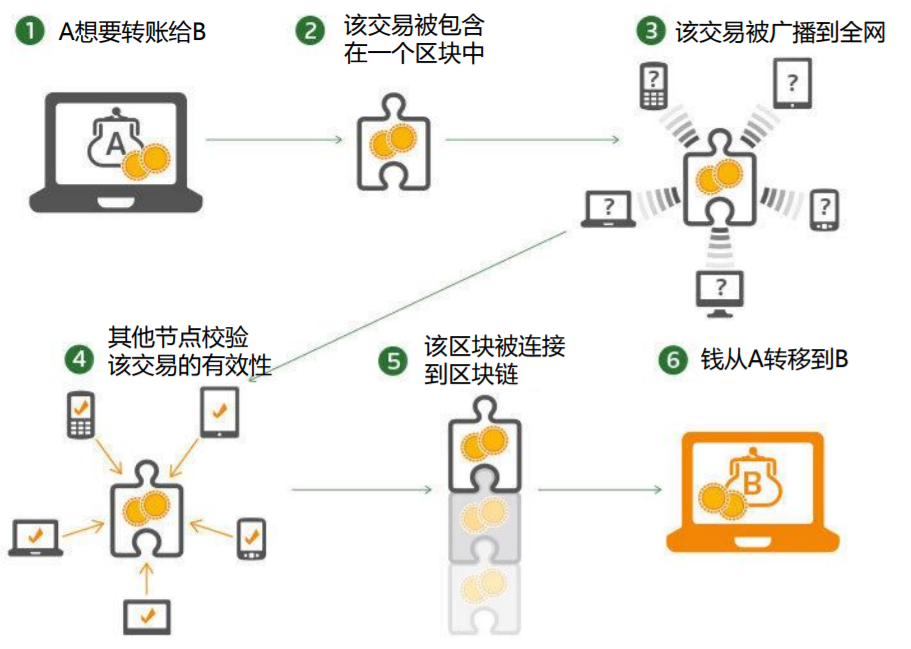 1 A想要转账给B
2 该交易被包含
在一个区块中
3 该交易被广播到全网
A
?
?
?
?
?
4 其他节点校验
该交易的有效性
5 该区块被连接
到区块链
6 钱从A转移到B
B